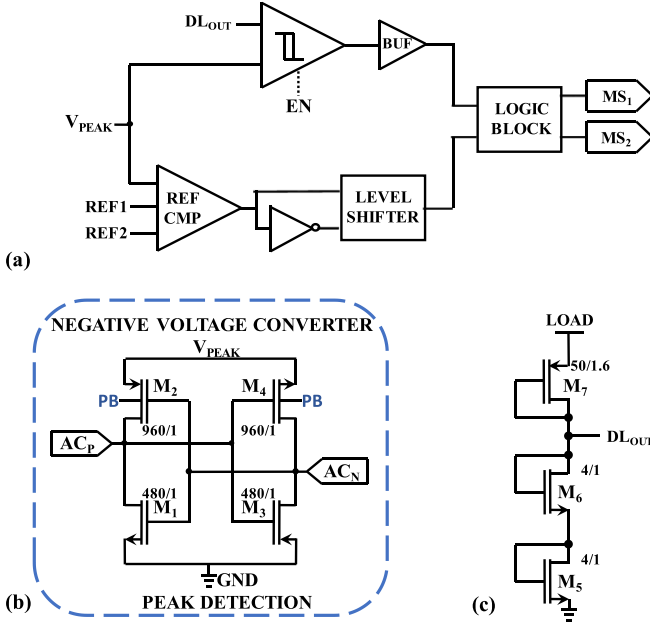 DL_OUT
BUF
EN
V_PEAK
LOGIC
BLOCK
MS_1
MS_2
REF
CMP
REF1
REF2
LEVEL
SHIFTER
(a)
NEGATIVE VOLTAGE CONVERTER
V_PEAK
M_2
M_4
PB
PB
960/1
960/1
AC_P
AC_N
480/1
480/1
M_1
M_3
GND
PEAK DETECTION
(b)
LOAD
50/1.6
M_7
DL_OUT
4/1
M_6
4/1
M_5
(c)